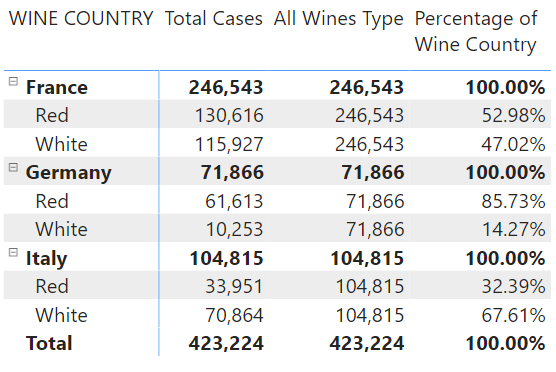 WINE COUNTRY Total Cases All Wines Type Percentage of Wine Country
France 246,543 246,543 100.00%
Red 130,616 246,543 52.98%
White 115,927 246,543 47.02%
Germany 71,866 71,866 100.00%
Red 61,613 71,866 85.73%
White 10,253 71,866 14.27%
Italy 104,815 104,815 100.00%
Red 33,951 104,815 32.39%
White 70,864 104,815 67.61%
Total 423,224 423,224 100.00%